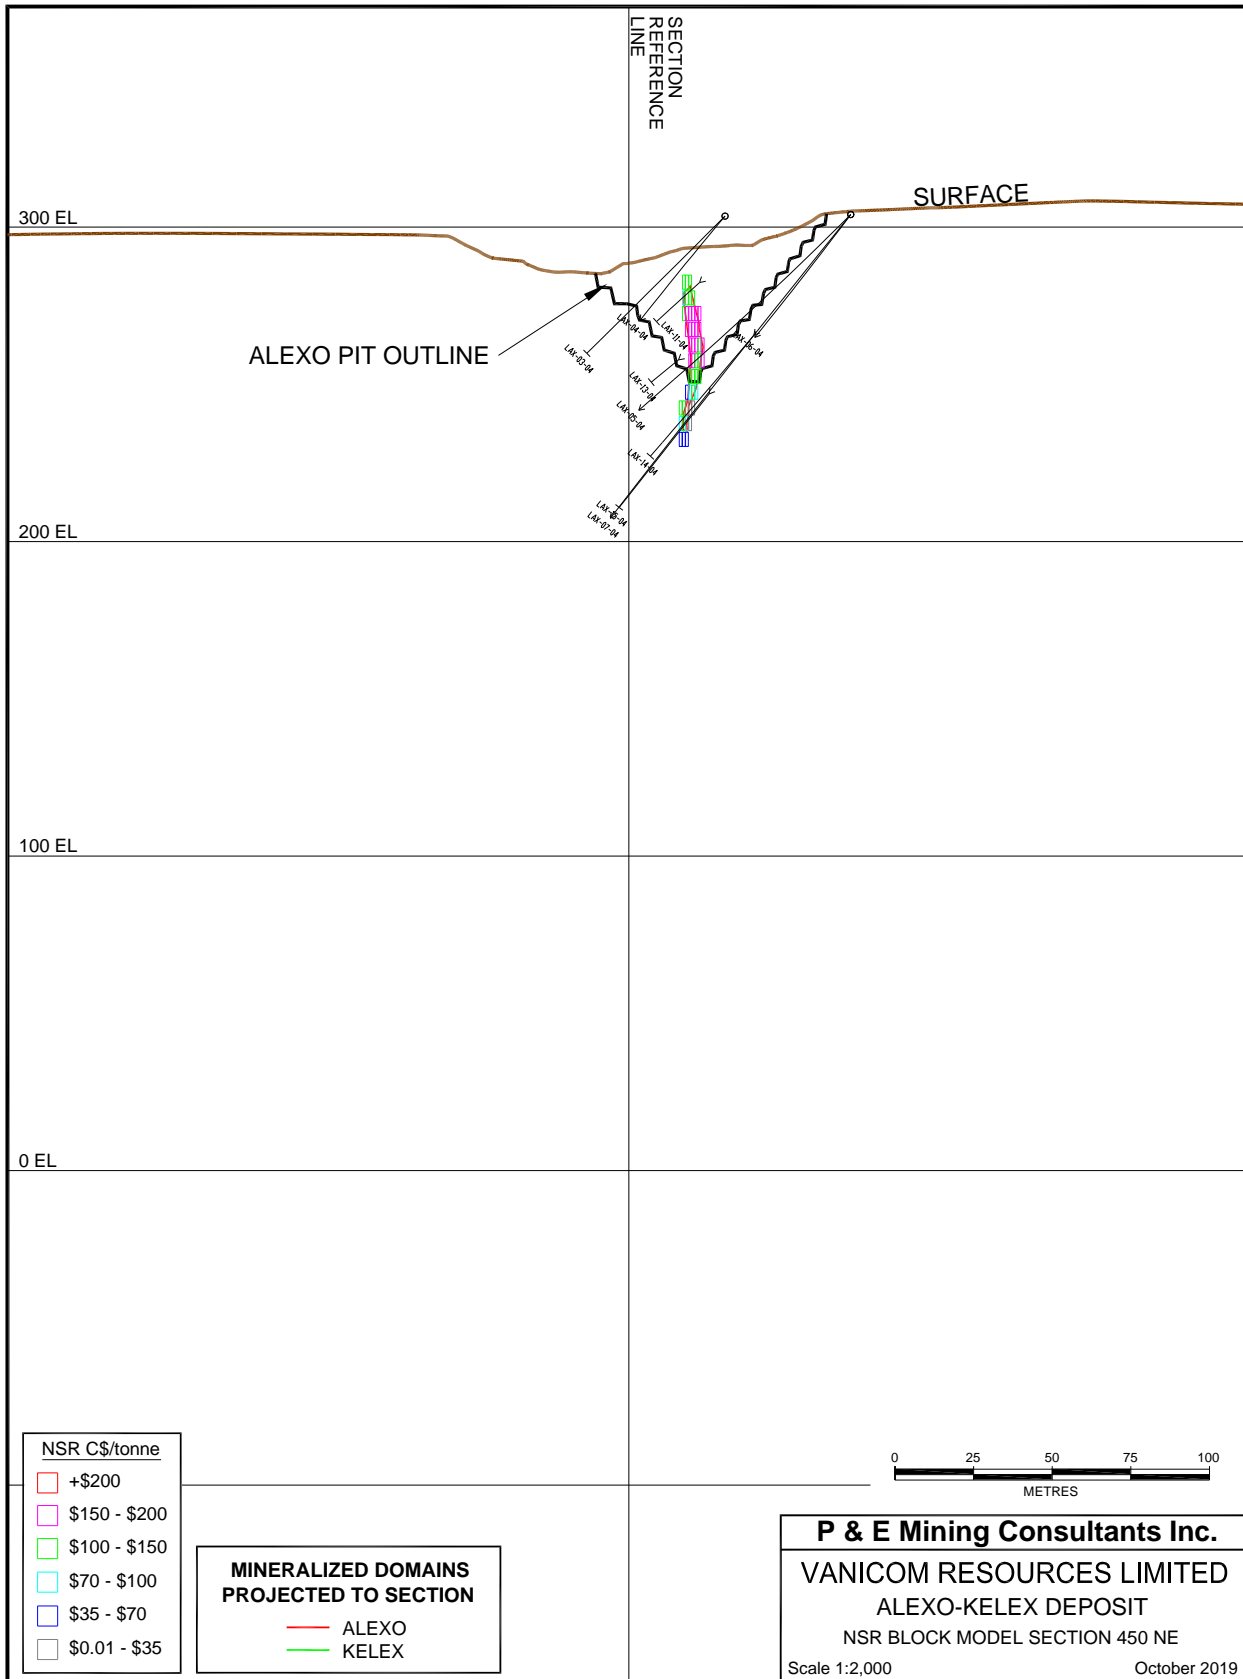 SECTION
REFERENCE
LINE
300 EL
SURFACE
ALEXO PIT OUTLINE
LAX-04-04
LAX-11-04
LAX-03-04
LAX-06-04
LAX-13-04
LAX-05-04
LAX-14-04
LAX-07-04
200 EL
100 EL
0 EL
NSR C$/tonne
+$200
$150 - $200
$100 - $150
$70 - $100
$35 - $70
$0.01 - $35
MINERALIZED DOMAINS
PROJECTED TO SECTION
ALEXO
KELEX
0 25 50 75 100
METRES
P & E Mining Consultants Inc.
VANICOM RESOURCES LIMITED
ALEXO-KELEX DEPOSIT
NSR BLOCK MODEL SECTION 450 NE
Scale 1:2,000 October 2019